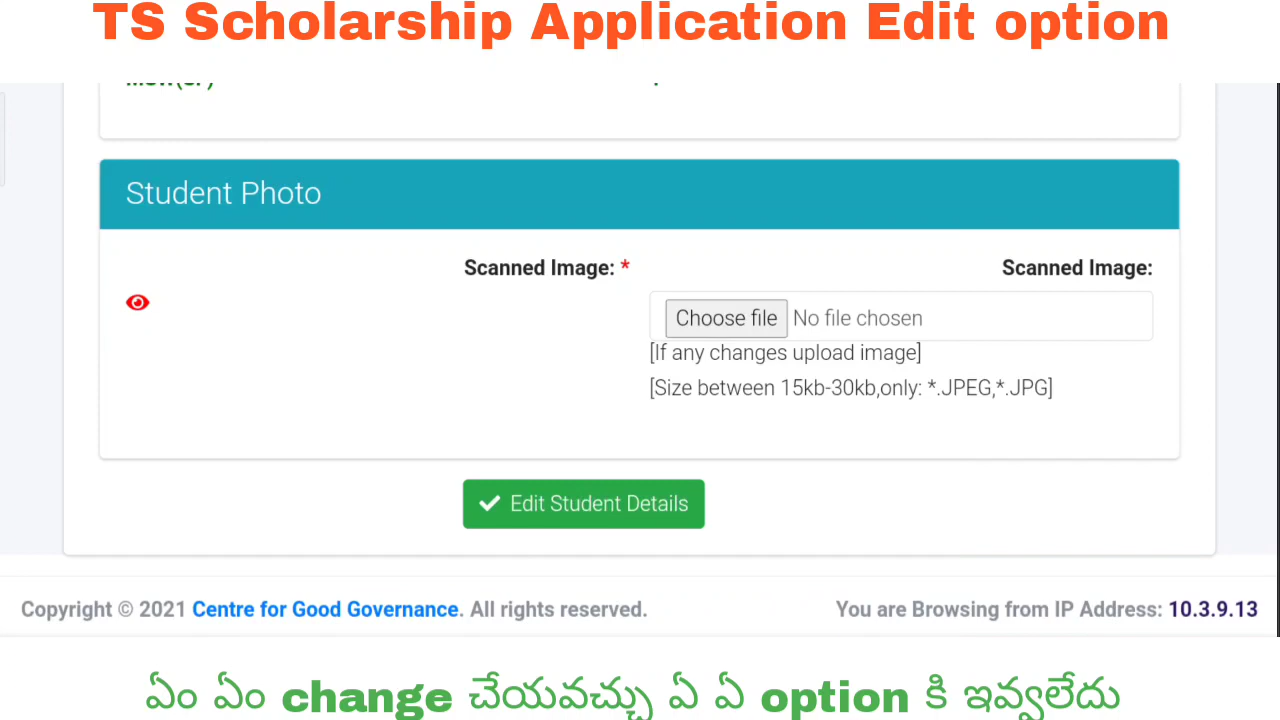 TS Scholarship Application Edit option
Student Photo
Scanned Image: *
Scanned Image:
Choose file No file chosen
[If any changes upload image]
[Size between 15kb-30kb,only: *.JPEG,*.JPG]
Edit Student Details
Copyright © 2021 Centre for Good Governance. All rights reserved.
You are Browsing from IP Address: 10.3.9.13
ఏం ఏం change చేయవచ్చు ఏ ఏ option కి ఇవ్వలేదు